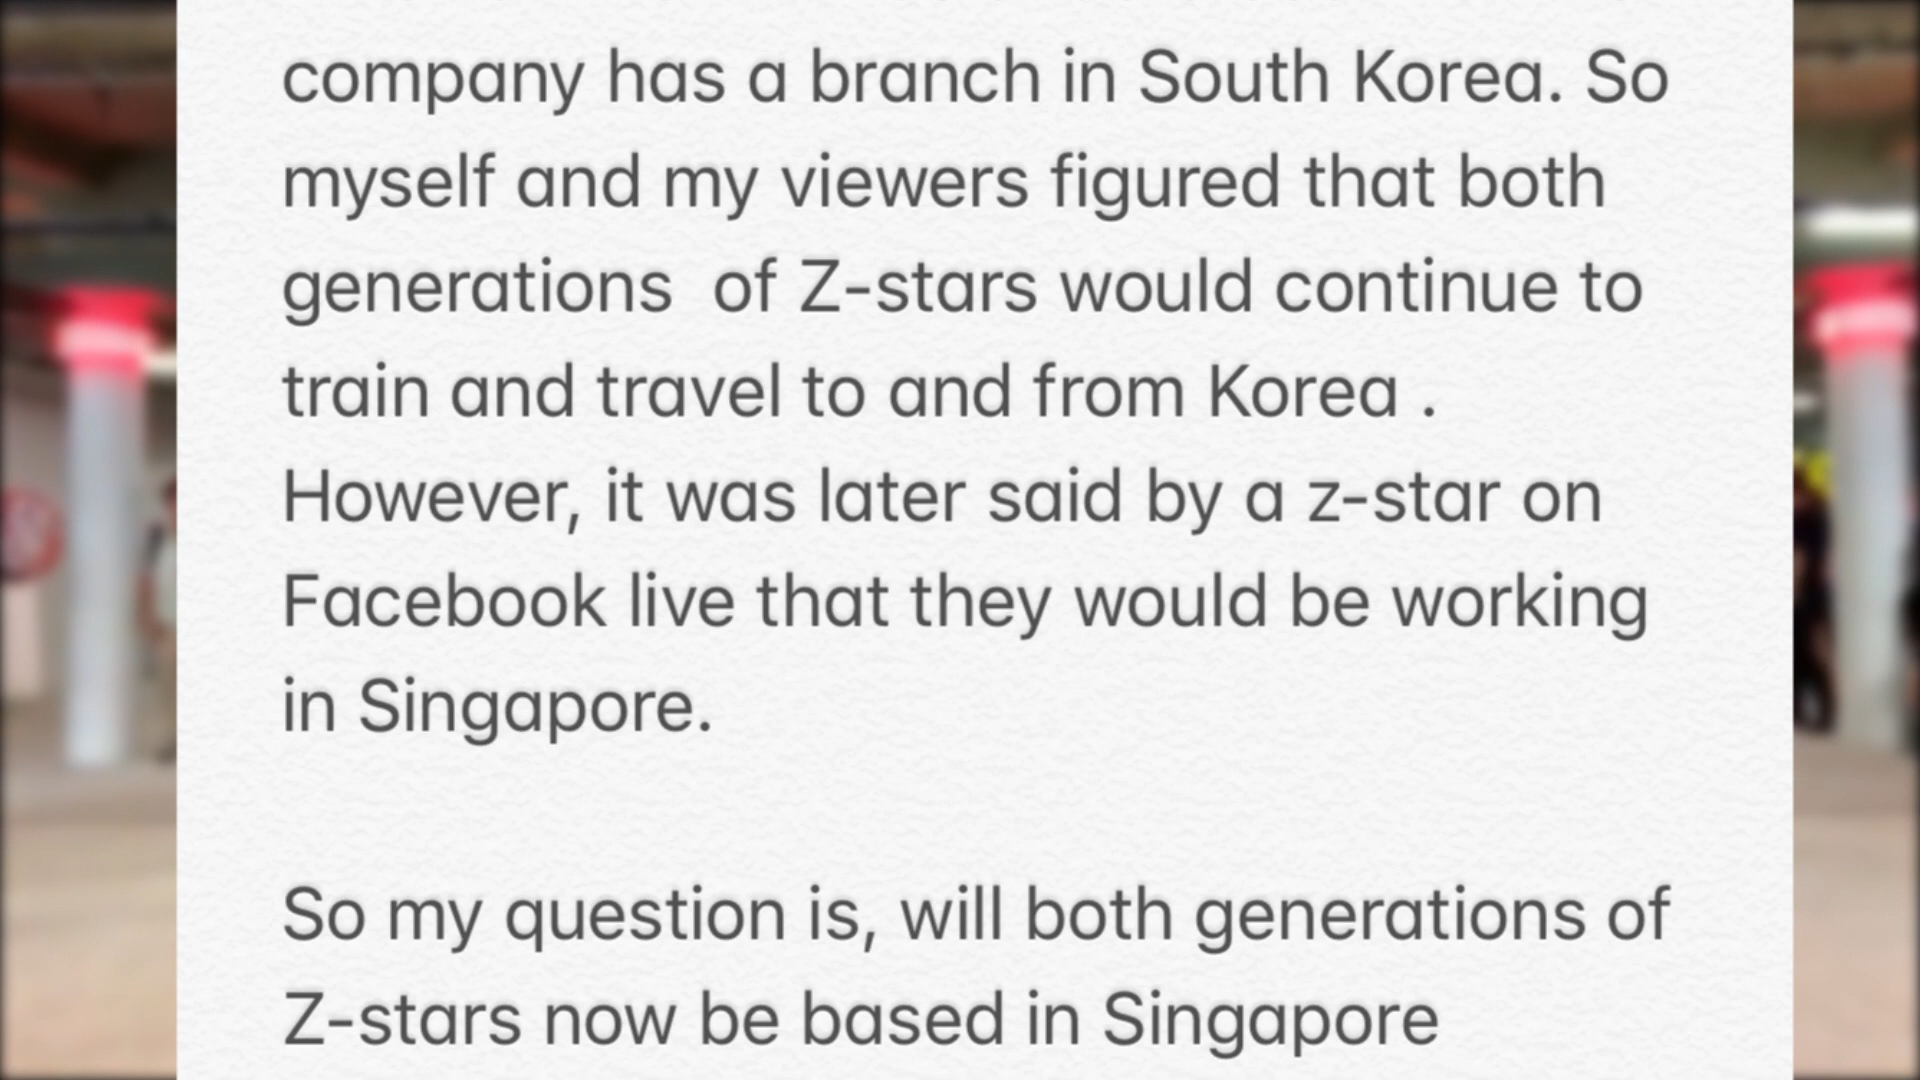 company has a branch in South Korea. So
myself and my viewers figured that both
generations  of Z-stars would continue to
train and travel to and from Korea .
However, it was later said by a z-star on
Facebook live that they would be working
in Singapore.
So my question is, will both generations of
Z-stars now be based in Singapore